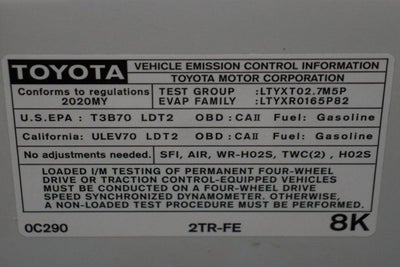 TOYOTA VEHICLE EMISSION CONTROL INFORMATION
TOYOTA MOTOR CORPORATION
Conforms to regulations TEST GROUP :LTYXT02.7M5P
2020MY EVAP FAMILY :LTYXR0165P82
U.S.EPA : T3B70 LDT2 OBD : CAII Fuel: Gasoline
California: ULEV70 LDT2 OBD : CAII Fuel: Gasoline
No adjustments needed. SFI, AIR, WR-HO2S, TWC(2) , HO2S
LOADED I/M TESTING OF PERMANENT FOUR-WHEEL
DRIVE OR TRACTION CONTROL-EQUIPPED VEHICLES
MUST BE CONDUCTED ON A FOUR-WHEEL DRIVE
SPEED SYNCHRONIZED DYNAMOMETER. OTHERWISE,
A NON-LOADED TEST PROCEDURE MUST BE PERFORMED.
0C290 2TR-FE 8K